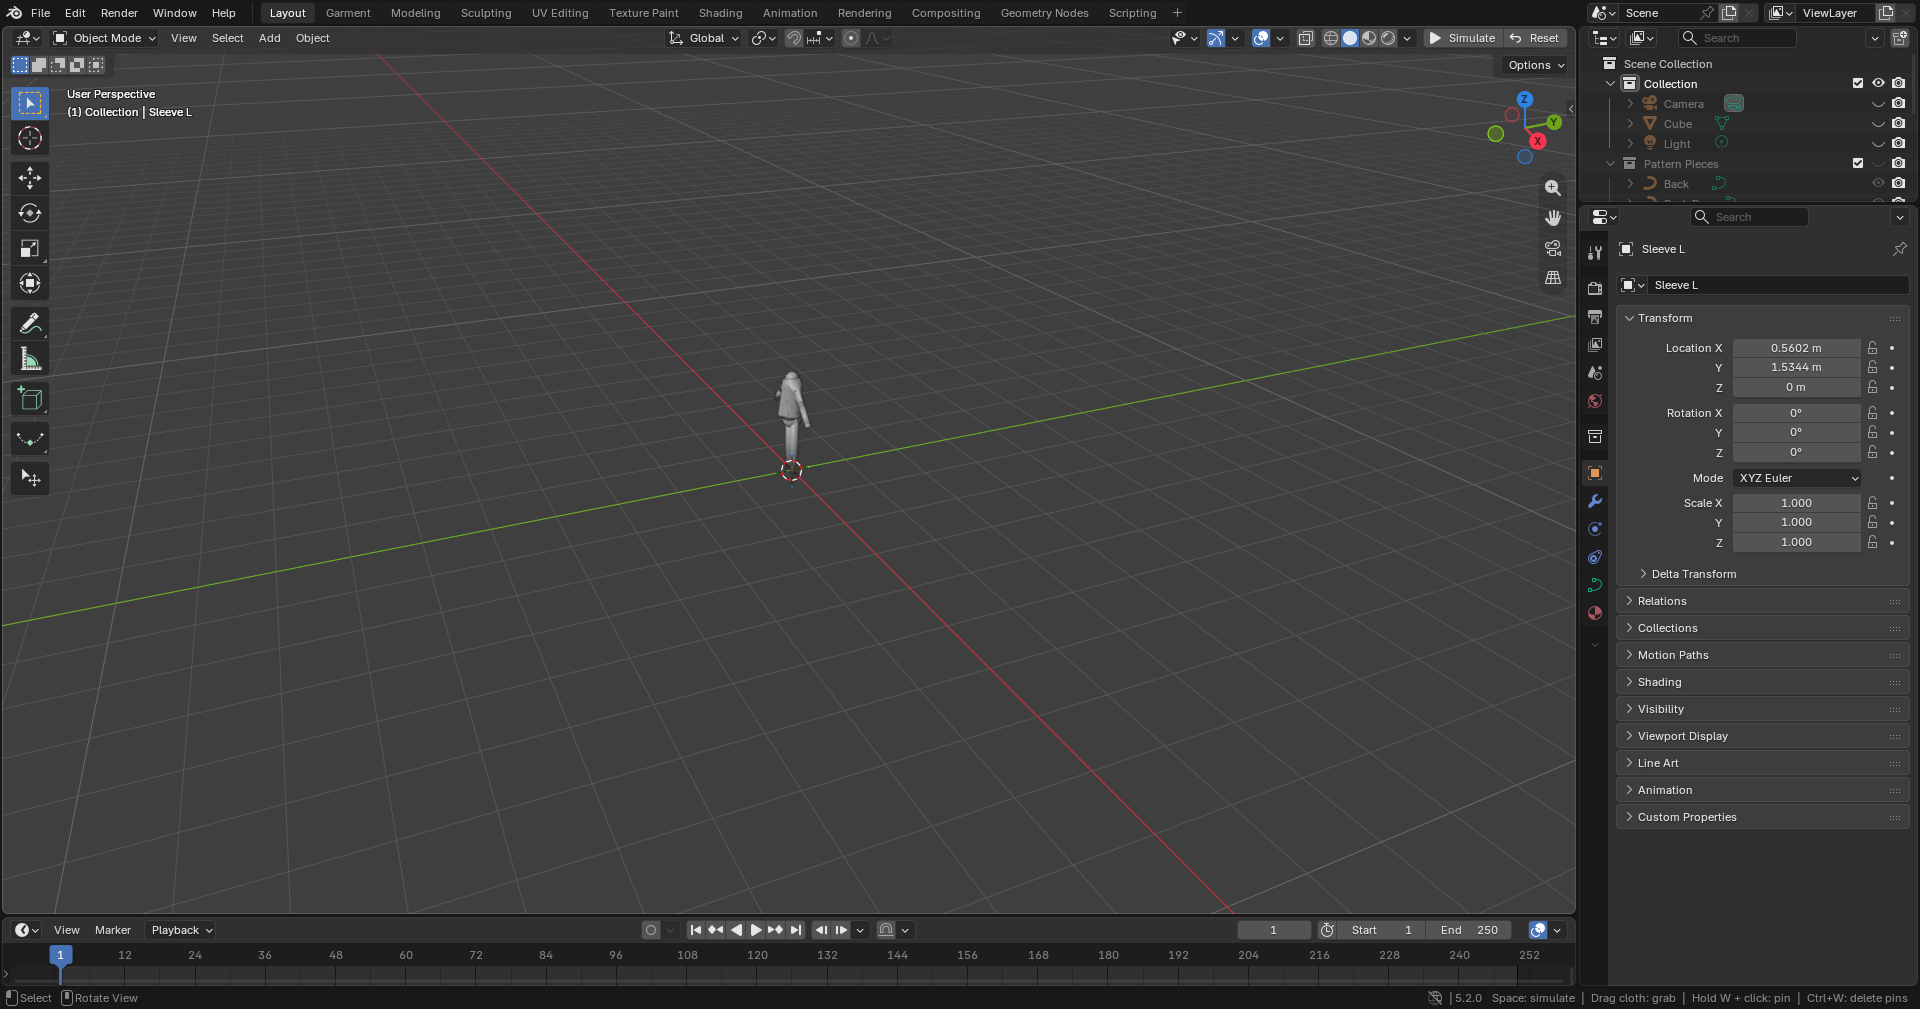 File Edit Render Window Help Layout Garment Modeling Sculpting UV Editing Texture Paint Shading Animation Rendering Compositing Geometry Nodes Scripting + Scene ViewLayer
Object Mode View Select Add Object Global Simulate Reset Search
Options
User Perspective
(1) Collection | Sleeve L
Z
Y
X
Scene Collection
Collection
Camera
Cube
Light
Pattern Pieces
Back
Search
Sleeve L
Sleeve L
Transform
Location X 0.5602 m
Y 1.5344 m
Z 0 m
Rotation X 0°
Y 0°
Z 0°
Mode XYZ Euler
Scale X 1.000
Y 1.000
Z 1.000
Delta Transform
Relations
Collections
Motion Paths
Shading
Visibility
Viewport Display
Line Art
Animation
Custom Properties
View Marker Playback 1 Start 1 End 250
1 12 24 36 48 60 72 84 96 108 120 132 144 156 168 180 192 204 216 228 240 252
Select Rotate View 5.2.0 Space: simulate | Drag cloth: grab | Hold W + click: pin | Ctrl+W: delete pins